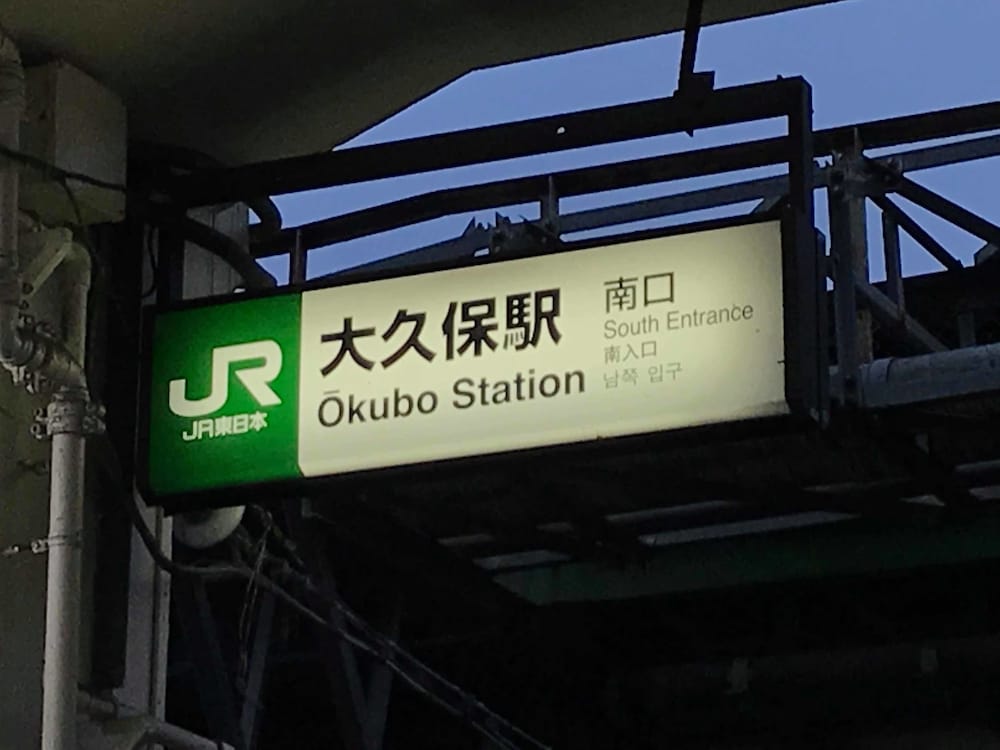 JR
JR東日本
大久保駅
Ōkubo Station
南口
South Entrance
南入口
남쪽 입구